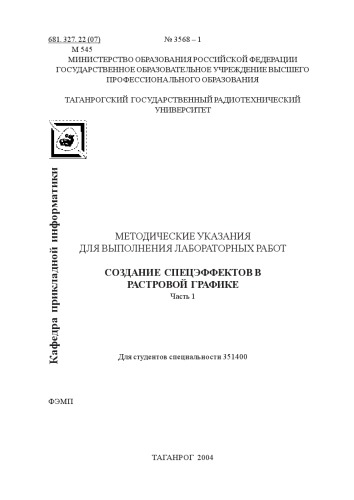 681. 327. 22 (07) № 3568 – 1
М 545
МИНИСТЕРСТВО ОБРАЗОВАНИЯ РОССИЙСКОЙ ФЕДЕРАЦИИ
ГОСУДАРСТВЕННОЕ ОБРАЗОВАТЕЛЬНОЕ УЧРЕЖДЕНИЕ ВЫСШЕГО
ПРОФЕССИОНАЛЬНОГО ОБРАЗОВАНИЯ
ТАГАНРОГСКИЙ ГОСУДАРСТВЕННЫЙ РАДИОТЕХНИЧЕСКИЙ
УНИВЕРСИТЕТ
Кафедра прикладной информатики
МЕТОДИЧЕСКИЕ УКАЗАНИЯ
ДЛЯ ВЫПОЛНЕНИЯ ЛАБОРАТОРНЫХ РАБОТ
СОЗДАНИЕ СПЕЦЭФФЕКТОВ В
РАСТРОВОЙ ГРАФИКЕ
Часть 1
Для студентов специальности 351400
ФЭМП
ТАГАНРОГ 2004